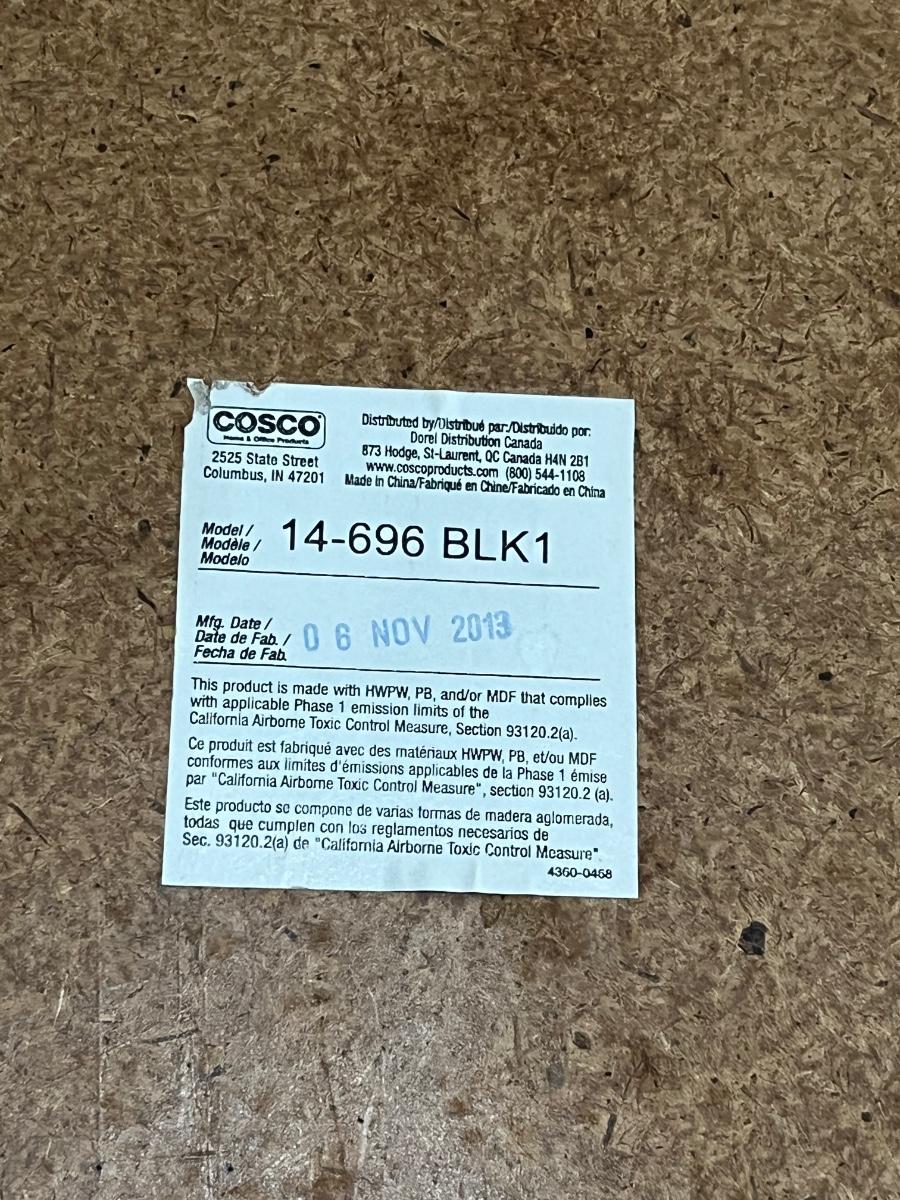 COSCO
Home & Office Products
2525 State Street
Columbus, IN 47201
Distributed by/Distribué par:/Distribuido por:
Dorel Distribution Canada
873 Hodge, St-Laurent, QC Canada H4N 2B1
www.coscoproducts.com (800) 544-1108
Made in China/Fabriqué en Chine/Fabricado en China
Model /
Modèle /
Modelo
14-696 BLK1
Mfg. Date /
Date de Fab. /
Fecha de Fab.
06 NOV 2013
This product is made with HWPW, PB, and/or MDF that complies
with applicable Phase 1 emission limits of the
California Airborne Toxic Control Measure, Section 93120.2(a).
Ce produit est fabriqué avec des matériaux HWPW, PB, et/ou MDF
conformes aux limites d'émissions applicables de la Phase 1 émise
par "California Airborne Toxic Control Measure", section 93120.2 (a).
Este producto se compone de varias formas de madera aglomerada,
todas que cumplen con los reglamentos necesarios de
Sec. 93120.2(a) de "California Airborne Toxic Control Measure".
4360-0468